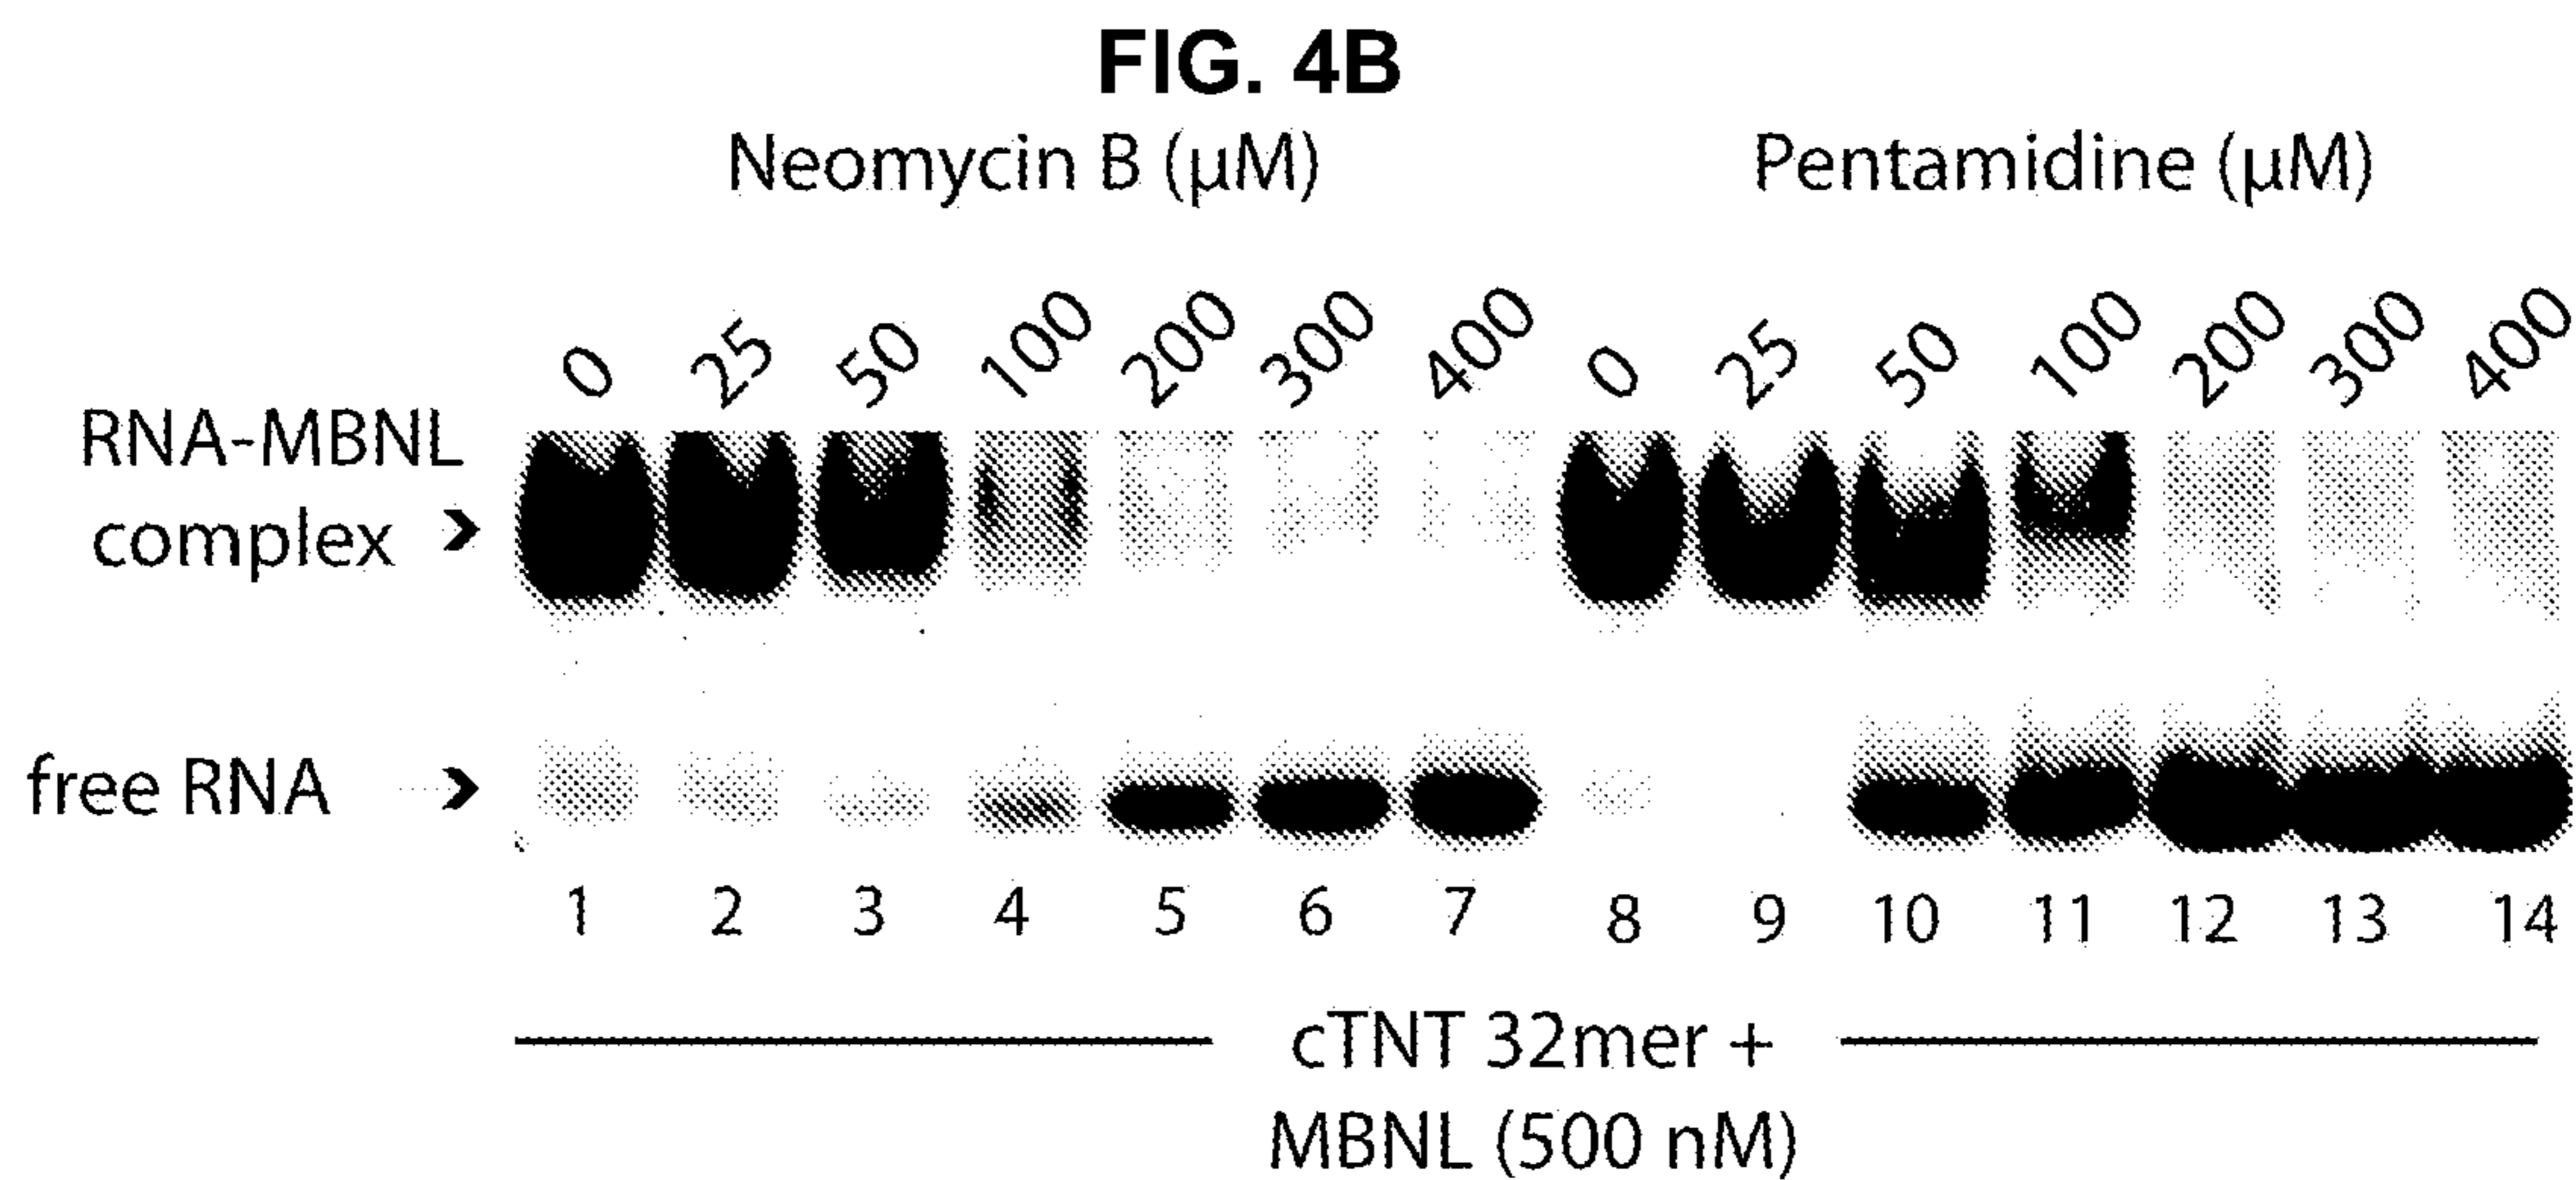 FIG. 4B
Neomycin B (µM) Pentamidine (µM)
0 25 50 100 200 300 400 0 25 50 100 200 300 400
RNA-MBNL
complex
free RNA
1 2 3 4 5 6 7 8 9 10 11 12 13 14
cTNT 32mer +
MBNL (500 nM)